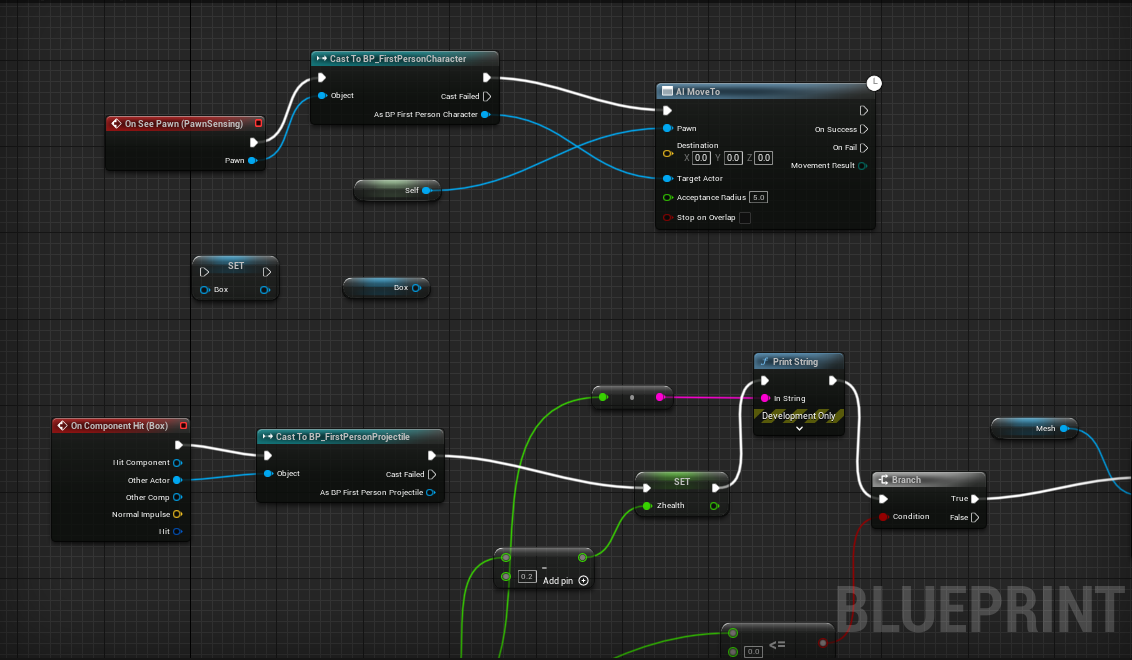 Cast To BP_FirstPersonCharacter
Object
Cast Failed
As BP First Person Character
On See Pawn (PawnSensing)
Pawn
AI MoveTo
Pawn
On Success
Destination
X 0.0 Y 0.0 Z 0.0
On Fail
Movement Result
Target Actor
Acceptance Radius 5.0
Stop on Overlap
Self
SET
Box
Box
Print String
In String
Development Only
On Component Hit (Box)
Hit Component
Other Actor
Other Comp
Normal Impulse
Hit
Cast To BP_FirstPersonProjectile
Object
Cast Failed
As BP First Person Projectile
SET
Zhealth
Mesh
Branch
True
Condition
False
-
0.2
Add pin
0.0
<=
BLUEPRINT